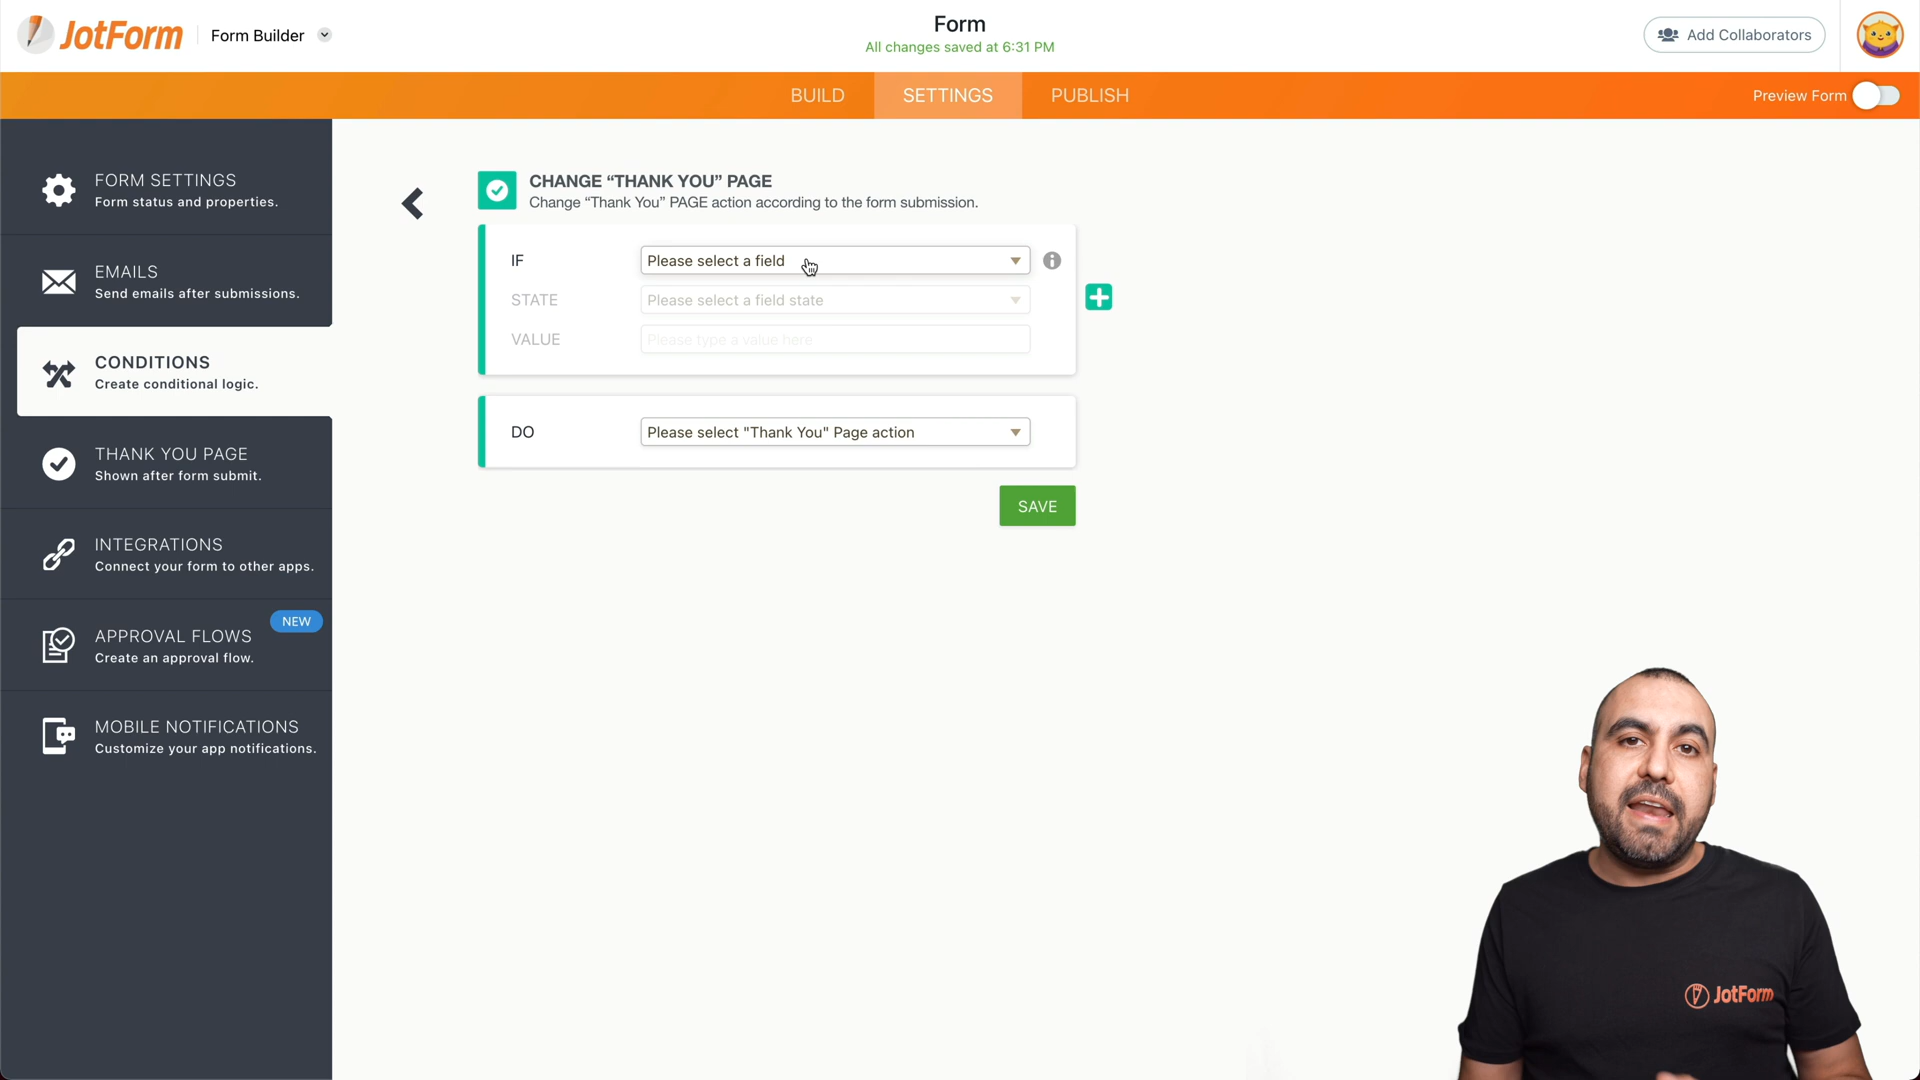 JotForm
Form Builder
Form
All changes saved at 6:31 PM
Add Collaborators
BUILD
SETTINGS
PUBLISH
Preview Form
FORM SETTINGS
Form status and properties.
EMAILS
Send emails after submissions.
CONDITIONS
Create conditional logic.
THANK YOU PAGE
Shown after form submit.
INTEGRATIONS
Connect your form to other apps.
NEW
APPROVAL FLOWS
Create an approval flow.
MOBILE NOTIFICATIONS
Customize your app notifications.
CHANGE “THANK YOU” PAGE
Change “Thank You” PAGE action according to the form submission.
IF
Please select a field
STATE
Please select a field state
VALUE
Please type a value here
DO
Please select "Thank You" Page action
SAVE
JotForm